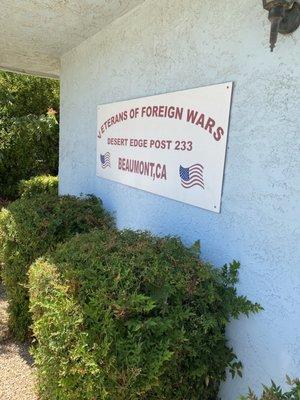 VETERANS OF FOREIGN WARS
DESERT EDGE POST 233
BEAUMONT,CA